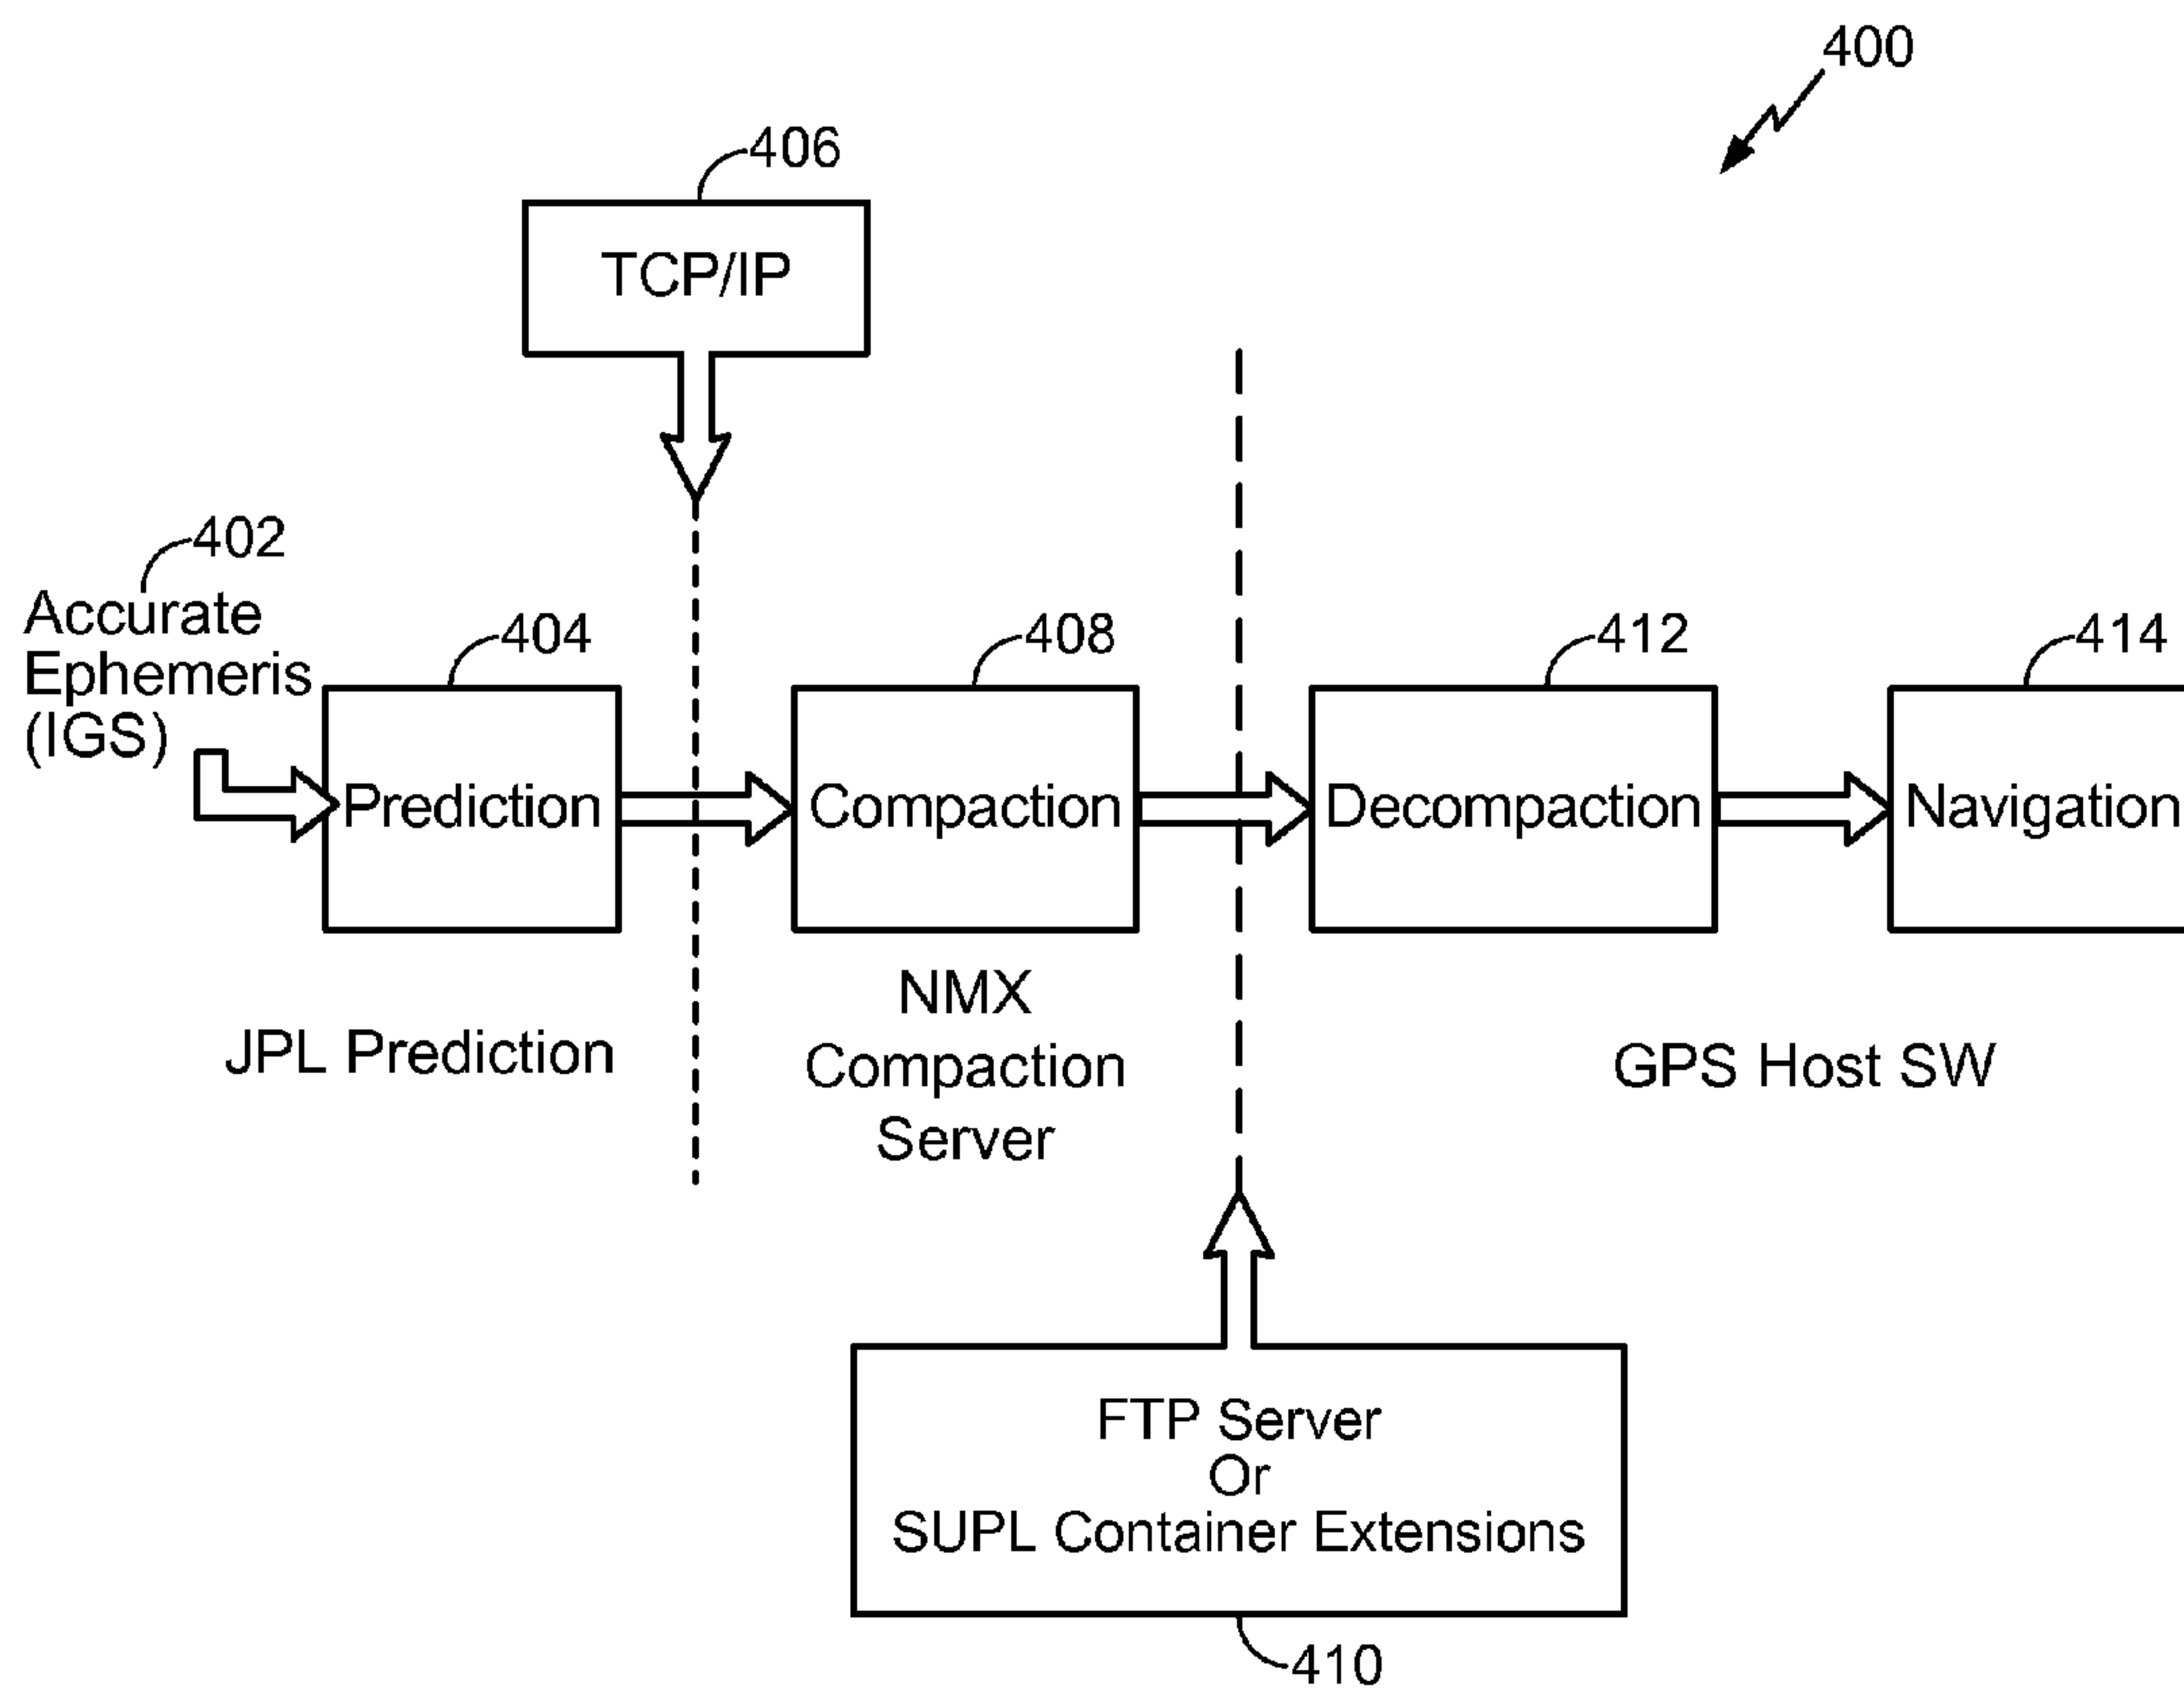 400
406
TCP/IP
402
Accurate
Ephemeris
(IGS)
404
408
412
414
Prediction
Compaction
Decompaction
Navigation
JPL Prediction
NMX
Compaction
Server
GPS Host SW
FTP Server
Or
SUPL Container Extensions
410